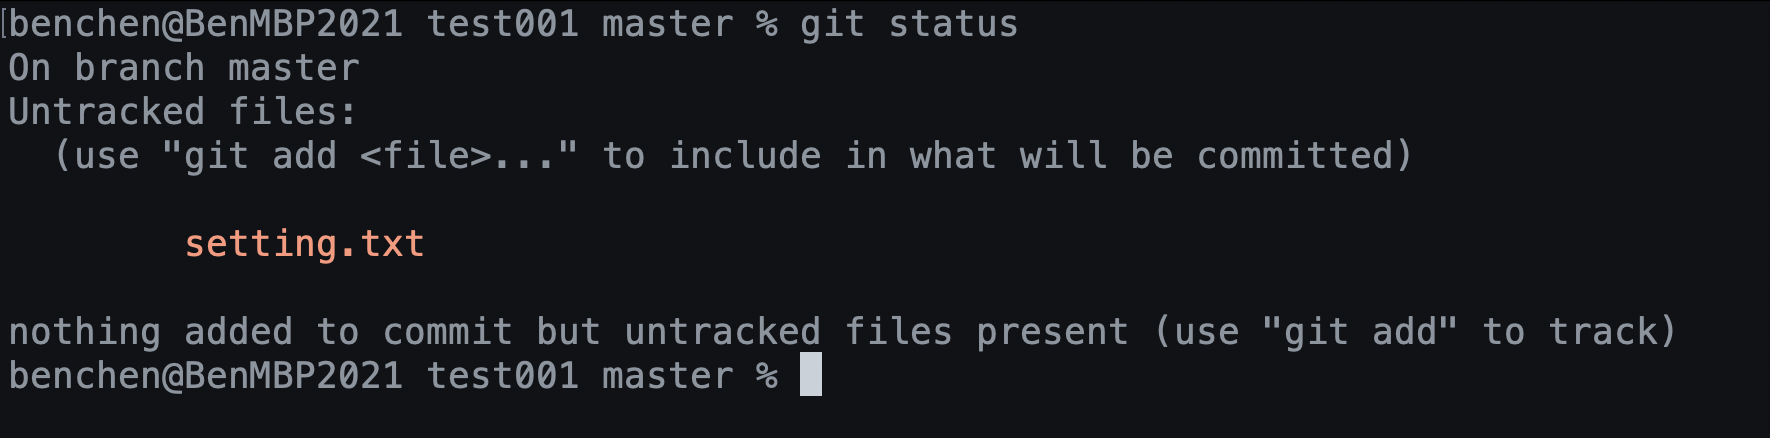 [benchen@BenMBP2021 test001 master % git status
On branch master
Untracked files:
  (use "git add <file>..." to include in what will be committed)

        setting.txt

nothing added to commit but untracked files present (use "git add" to track)
benchen@BenMBP2021 test001 master %